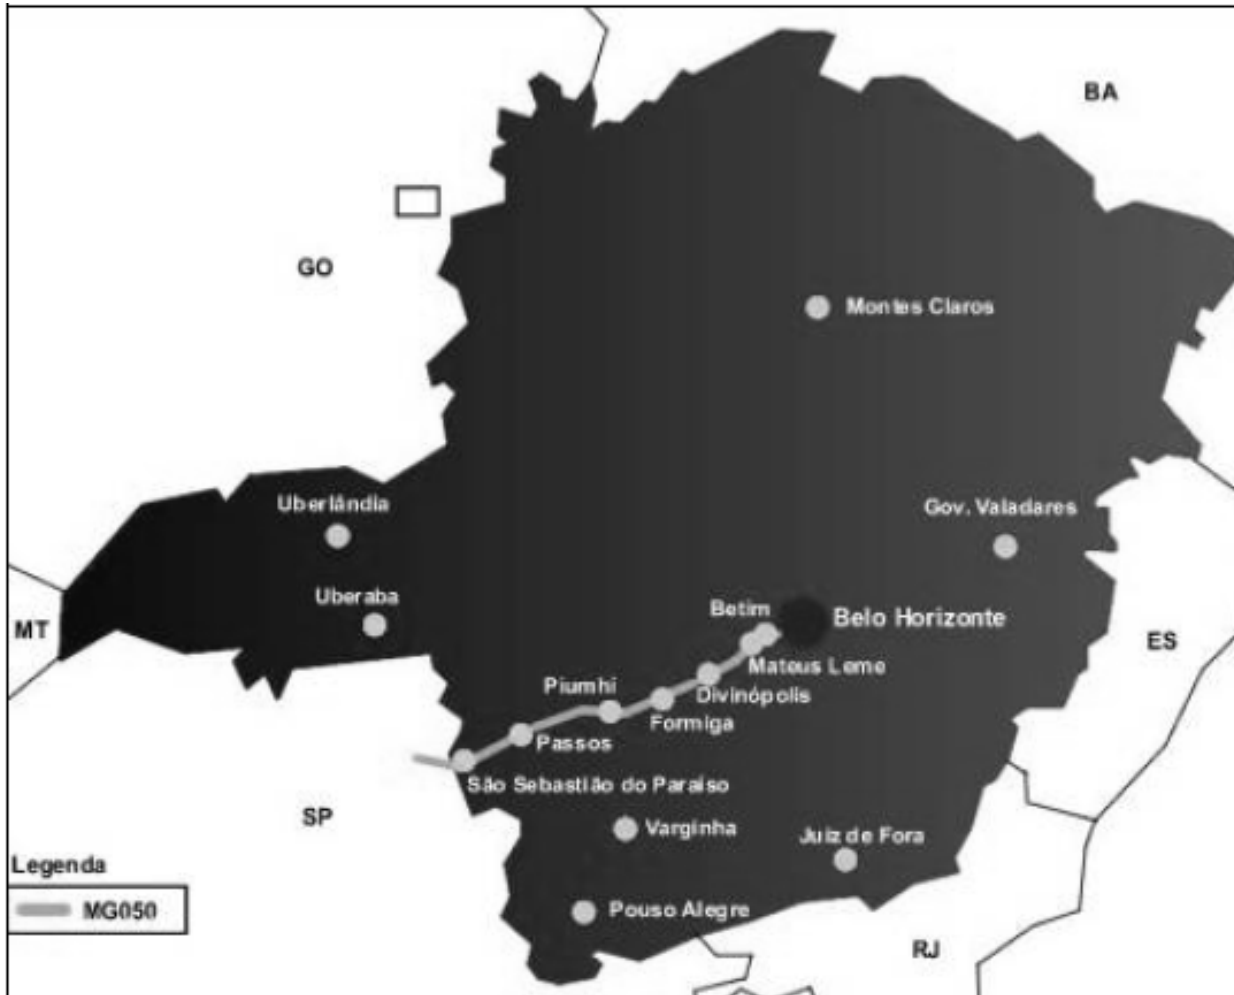 BA
GO
Montes Claros
Uberlândia
Gov. Valadares
Uberaba
Betim
Belo Horizonte
MT
ES
Mateus Leme
Piumhí
Divinópolis
Formiga
Passos
São Sebastião do Paraíso
SP
Varginha
Juiz de Fora
Legenda
MG050
Pouso Alegre
RJ